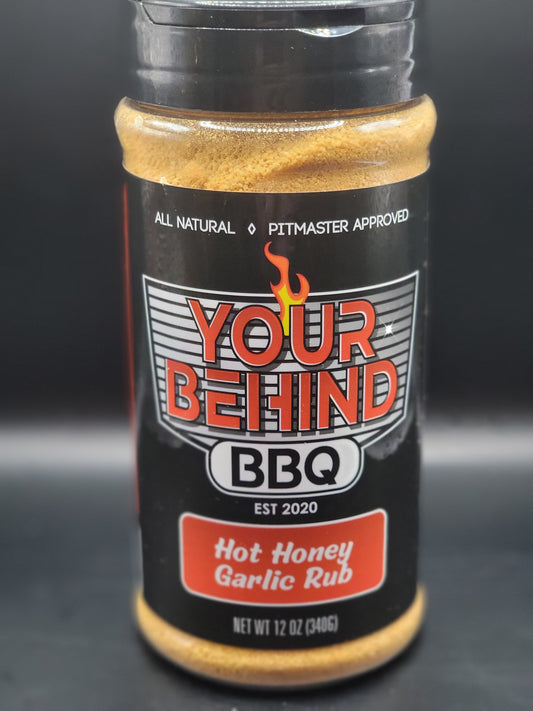 ALL NATURAL ◊ PITMASTER APPROVED
YOUR
BEHIND
BBQ
EST 2020
Hot Honey
Garlic Rub
NET WT 12 OZ (340G)